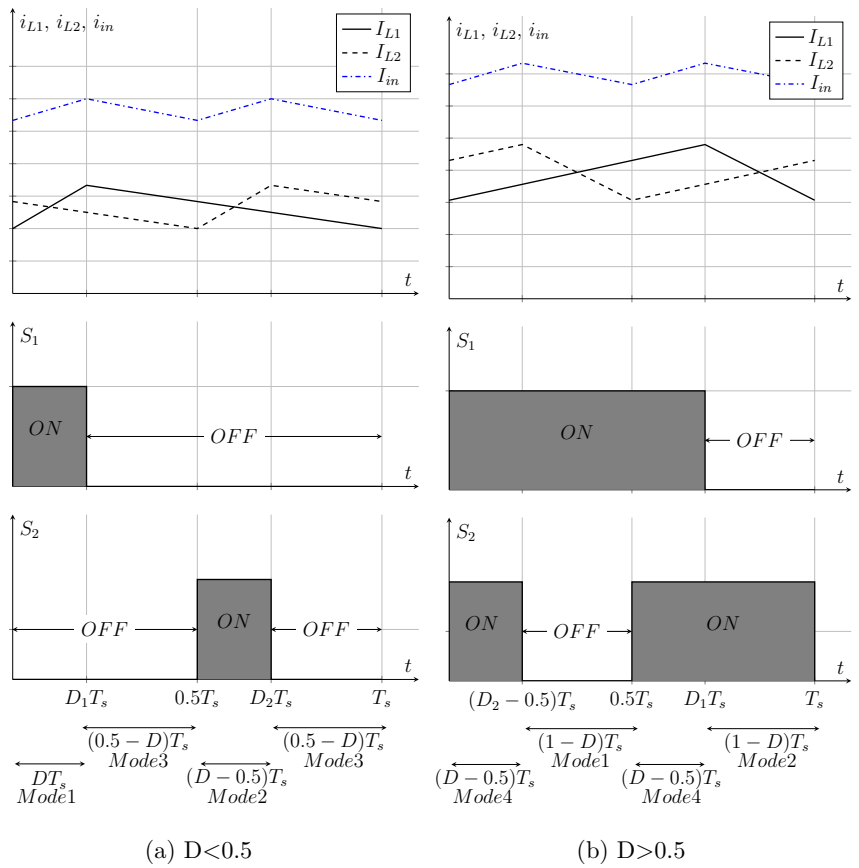 i_{L1}, i_{L2}, i_{in}
I_{L1}
I_{L2}
I_{in}
t
S_1
ON
OFF
t
S_2
OFF
ON
OFF
t
D_1T_s
0.5T_s
D_2T_s
T_s
(0.5 − D)T_s
Mode3
(0.5 − D)T_s
Mode3
DT_s
Mode1
(D − 0.5)T_s
Mode2
(a) D<0.5
i_{L1}, i_{L2}, i_{in}
I_{L1}
I_{L2}
I_{in}
t
S_1
ON
OFF
t
S_2
ON
OFF
ON
t
(D_2 − 0.5)T_s
0.5T_s
D_1T_s
T_s
(1 − D)T_s
Mode1
(1 − D)T_s
Mode2
(D − 0.5)T_s
Mode4
(D − 0.5)T_s
Mode4
(b) D>0.5